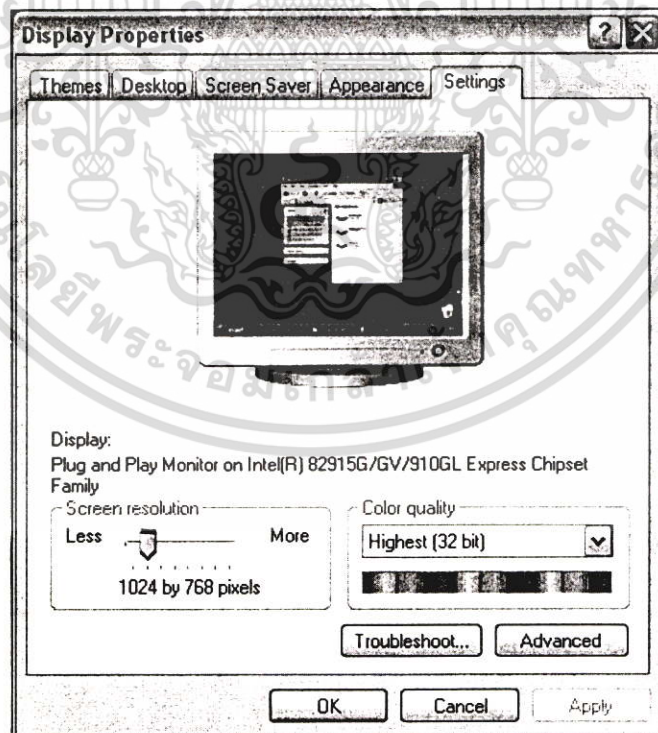 Display Properties
Themes Desktop Screen Saver Appearance Settings
Display:
Plug and Play Monitor on Intel(R) 82915G/GV/910GL Express Chipset
Family
Screen resolution
Less More
1024 by 768 pixels
Color quality
Highest (32 bit)
Troubleshoot... Advanced
OK Cancel Apply